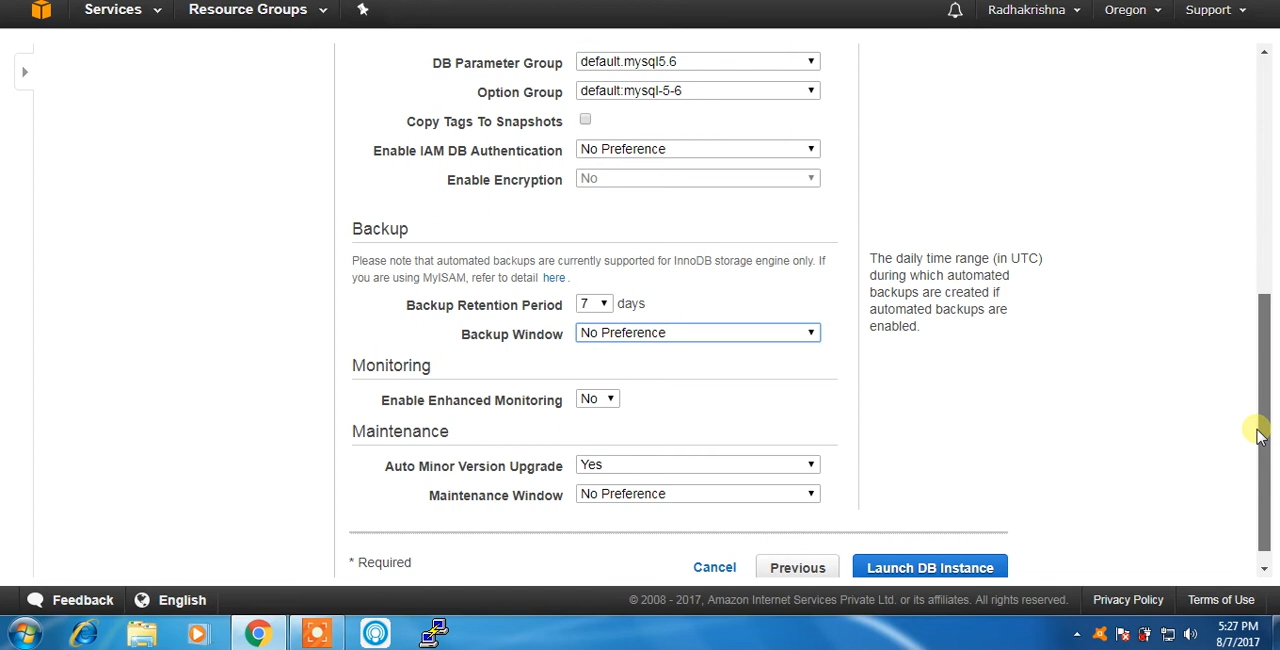 Services Resource Groups Radhakrishna Oregon Support
DB Parameter Group default.mysql5.6
Option Group default:mysql-5-6
Copy Tags To Snapshots
Enable IAM DB Authentication No Preference
Enable Encryption No
Backup
Please note that automated backups are currently supported for InnoDB storage engine only. If
you are using MyISAM, refer to detail here .
Backup Retention Period 7 days
Backup Window No Preference
The daily time range (in UTC)
during which automated
backups are created if
automated backups are
enabled.
Monitoring
Enable Enhanced Monitoring No
Maintenance
Auto Minor Version Upgrade Yes
Maintenance Window No Preference
* Required Cancel Previous Launch DB Instance
Feedback English © 2008 - 2017, Amazon Internet Services Private Ltd. or its affiliates. All rights reserved. Privacy Policy Terms of Use
5:27 PM
8/7/2017